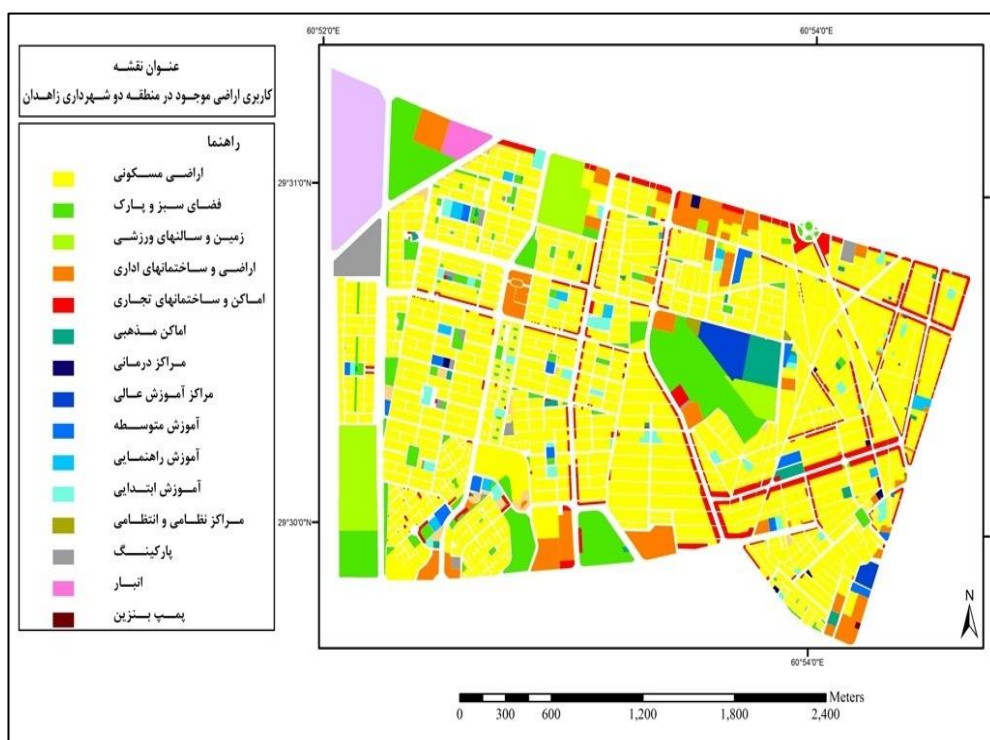 عنوان نقشه
کاربری اراضی موجود در منطقه دو شهرداری زاهدان
راهنما
اراضی مسکونی
فضای سبز و پارک
زمین و سالنهای ورزشی
اراضی و ساختمانهای اداری
اماکن و ساختمانهای تجاری
اماکن مذهبی
مراکز درمانی
مراکز آموزش عالی
آموزش متوسطه
آموزش راهنمایی
آموزش ابتدایی
مراکز نظامی و انتظامی
پارکینگ
انبار
پمپ بنزین
60°52'0"E
60°54'0"E
29°31'0"N
29°30'0"N
60°54'0"E
N
Meters
0 300 600 1,200 1,800 2,400